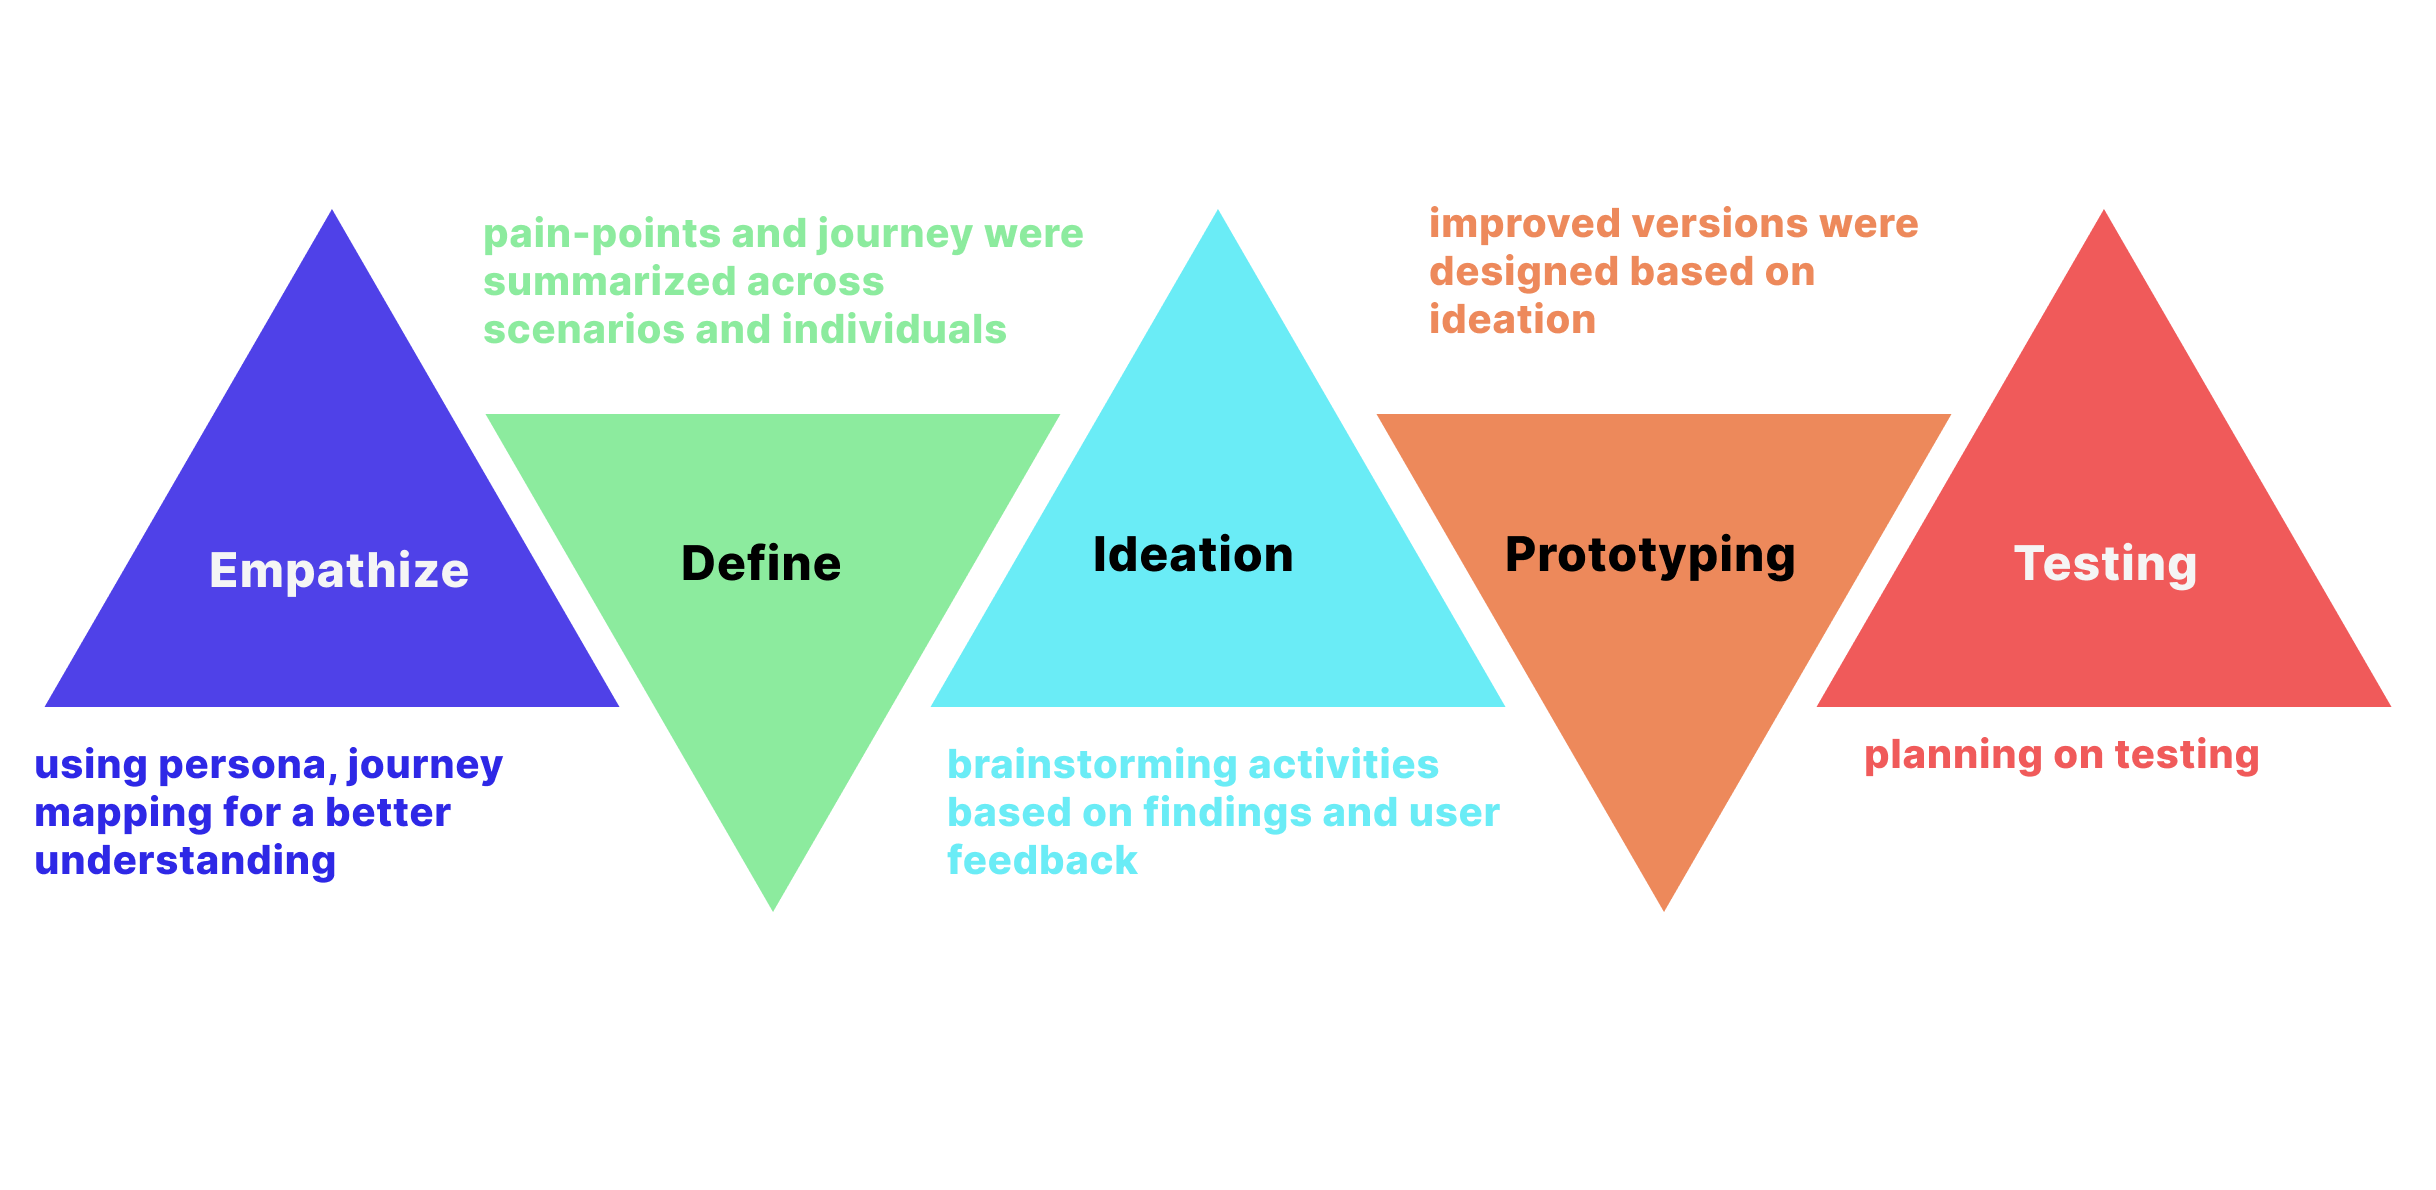 Empathize
using persona, journey
mapping for a better
understanding
pain-points and journey were
summarized across
scenarios and individuals
Define
Ideation
brainstorming activities
based on findings and user
feedback
improved versions were
designed based on
ideation
Prototyping
Testing
planning on testing